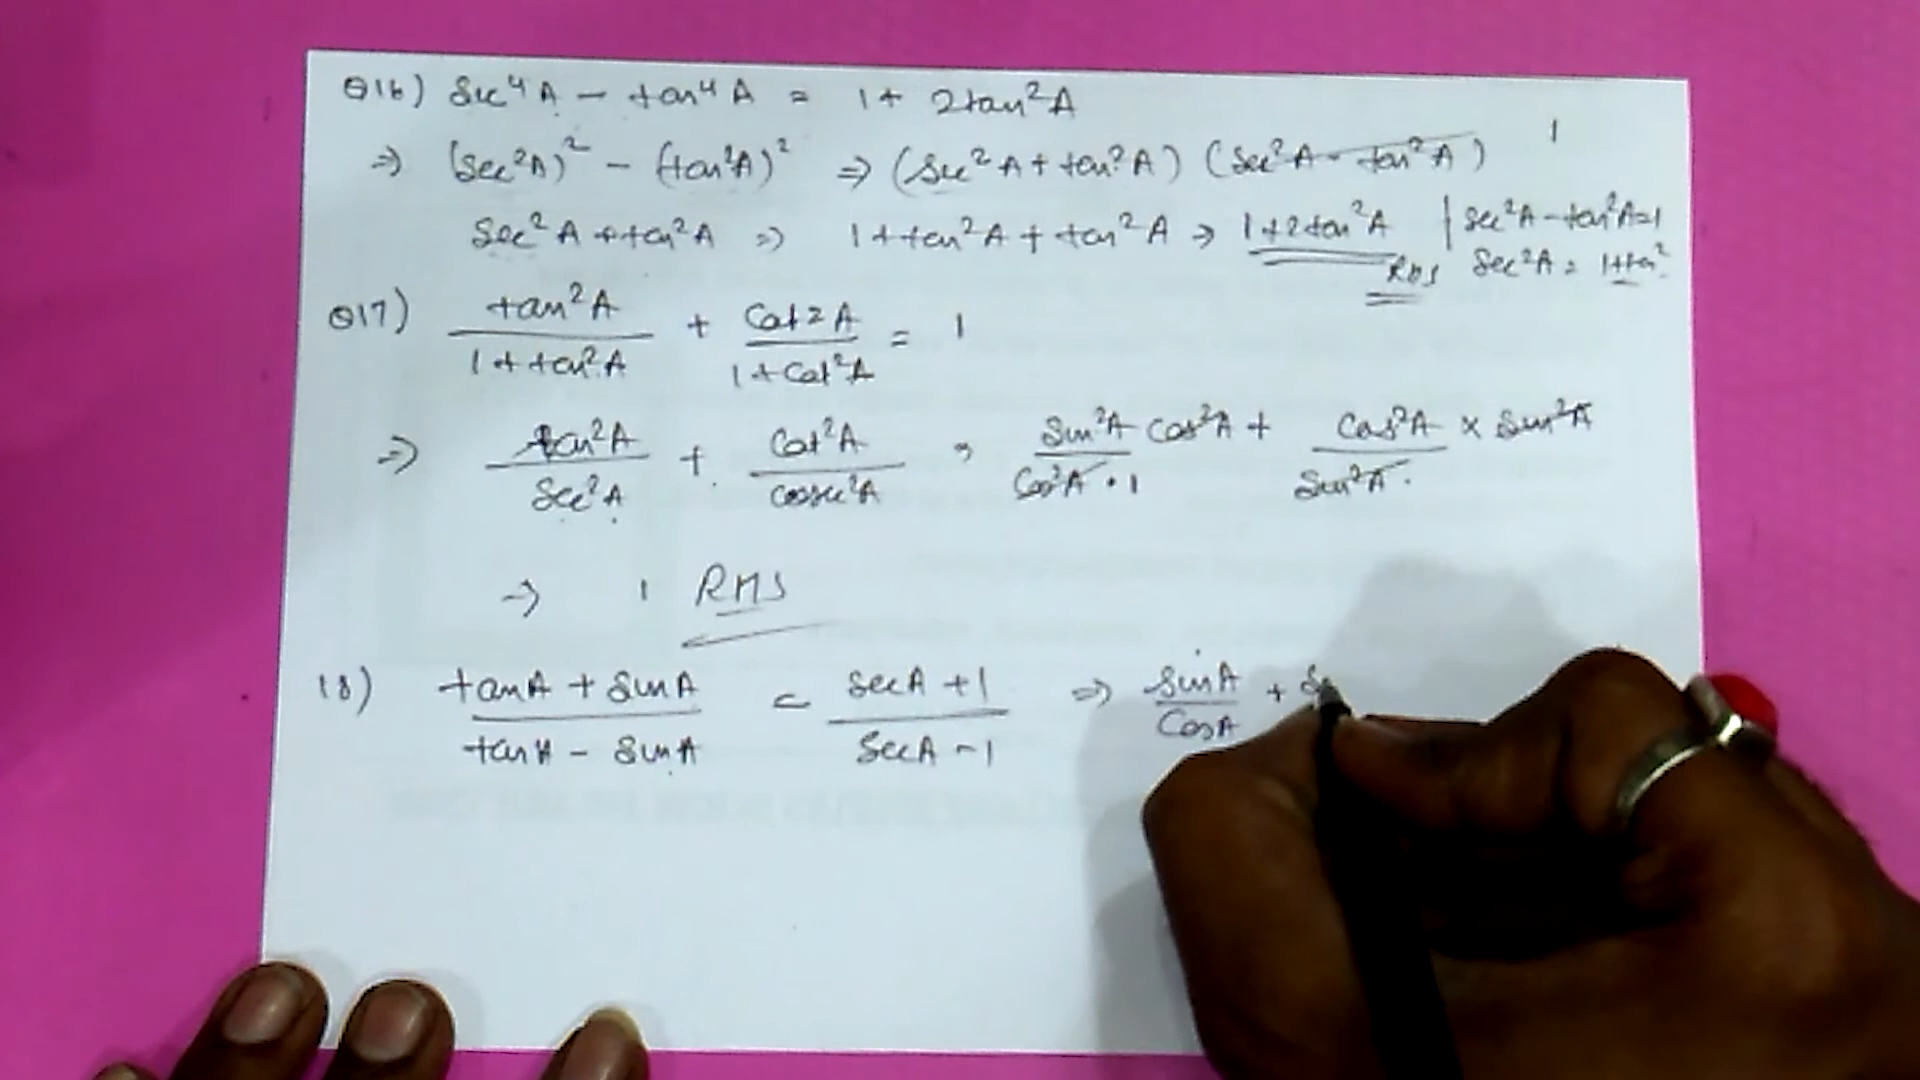 Q16) Sec⁴A - tan⁴A = 1 + 2tan²A
⇒ (Sec²A)² - (tan²A)² ⇒ (Sec²A + tan²A) (Sec²A - tan²A) 1
Sec²A + tan²A ⇒ 1 + tan²A + tan²A → 1+2tan²A | Sec²A - tan²A=1
RHS Sec²A = 1+tan²
Q17) tan²A / 1 + tan²A + Cot2A / 1 + Cot²A = 1
⇒ tan²A / Sec²A + Cot²A / Cosec²A = Sin²A / Cos²A · 1 Cos²A + Cos²A / Sin²A · × Sin²A
→ 1 RHS
18) tanA + SinA / tanA - SinA = SecA + 1 / SecA - 1 ⇒ SinA / CosA + S